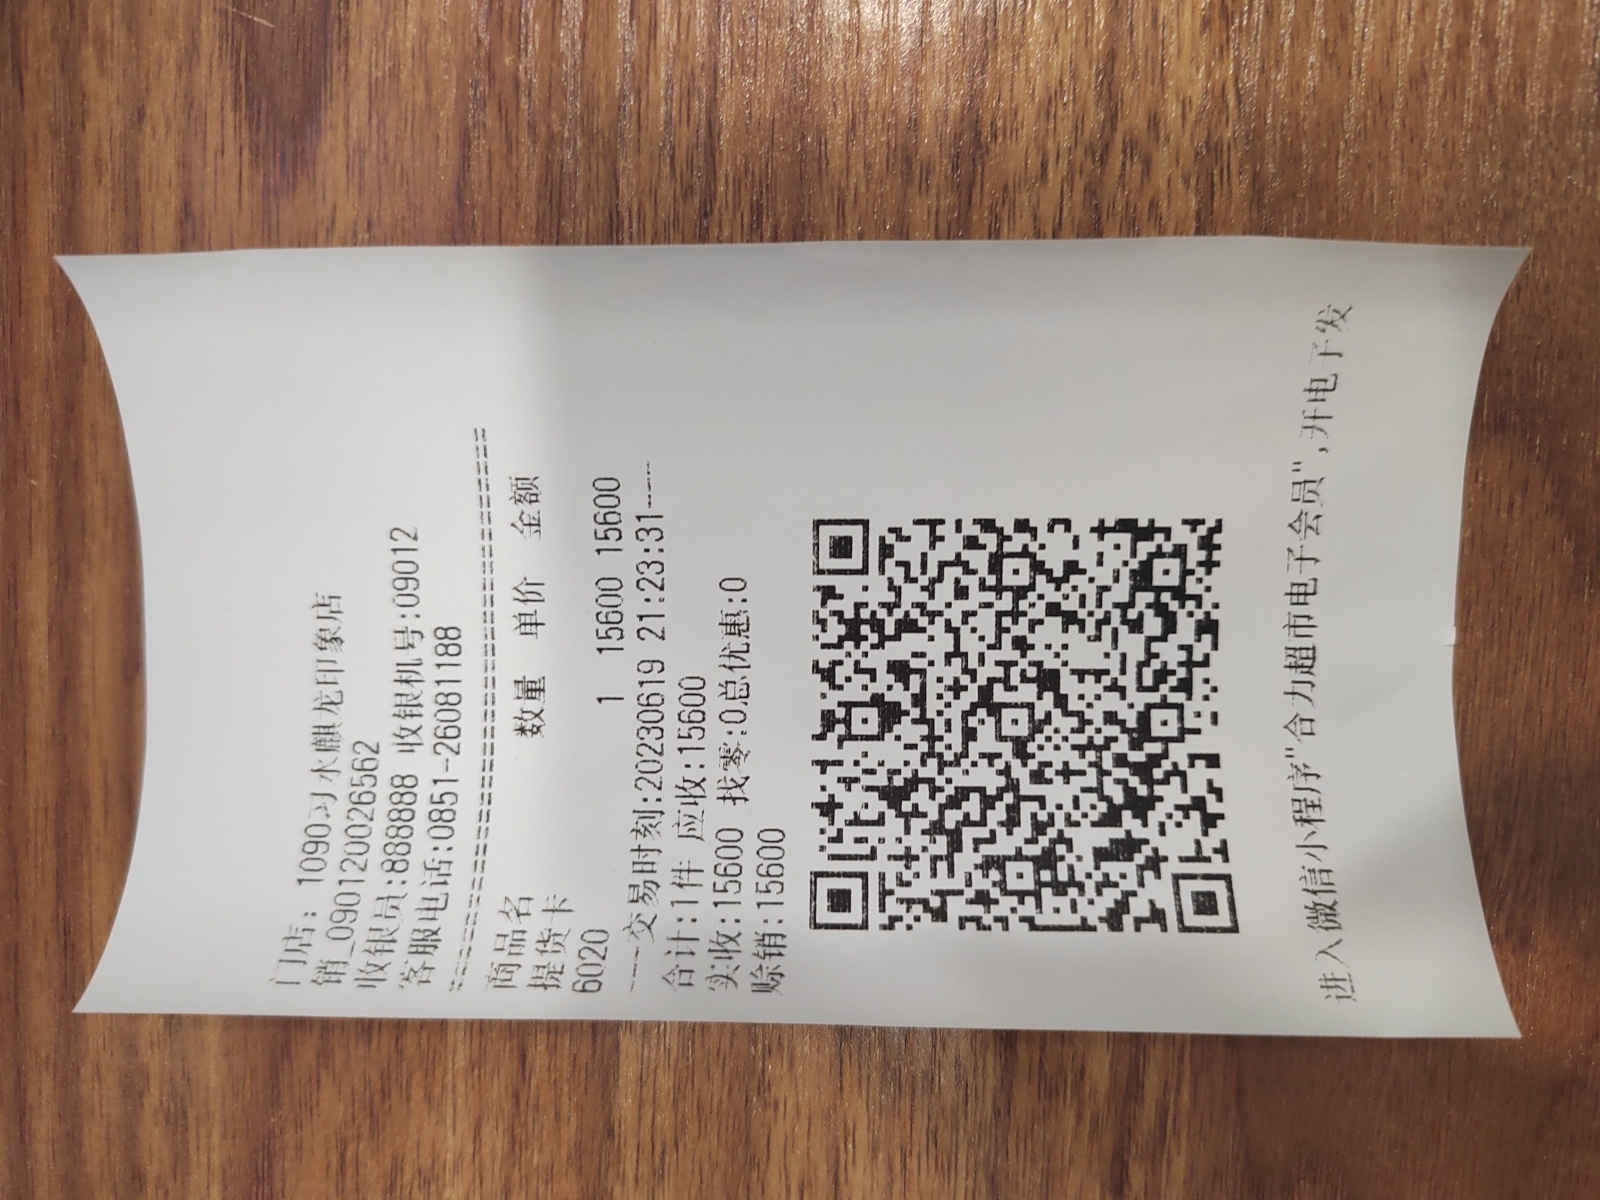 门店: 1090习水麒龙印象店
销_090120026562
收银员:888888 收银机号:09012
客服电话:0851-26081188
================================
商品名 数量 单价 金额
提货卡
6020 1 15600 15600
----交易时刻:20230619 21:23:31----
合计:1件 应收:15600
实收:15600 找零:0总优惠:0
赊销:15600
进入微信小程序"合力超市电子会员",开电子发